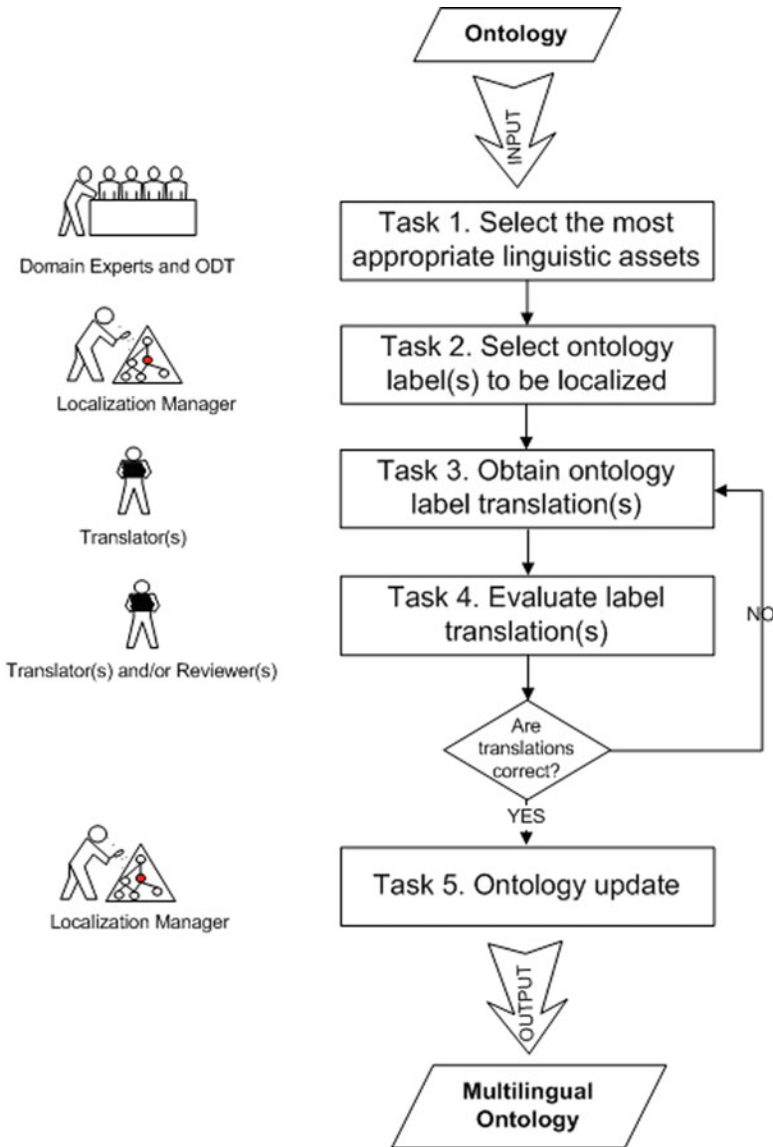 Ontology
INPUT
Domain Experts and ODT
Task 1. Select the most
appropriate linguistic assets
Localization Manager
Task 2. Select ontology
label(s) to be localized
Translator(s)
Task 3. Obtain ontology
label translation(s)
Translator(s) and/or Reviewer(s)
Task 4. Evaluate label
translation(s)
NO
Are
translations
correct?
YES
Localization Manager
Task 5. Ontology update
OUTPUT
Multilingual
Ontology